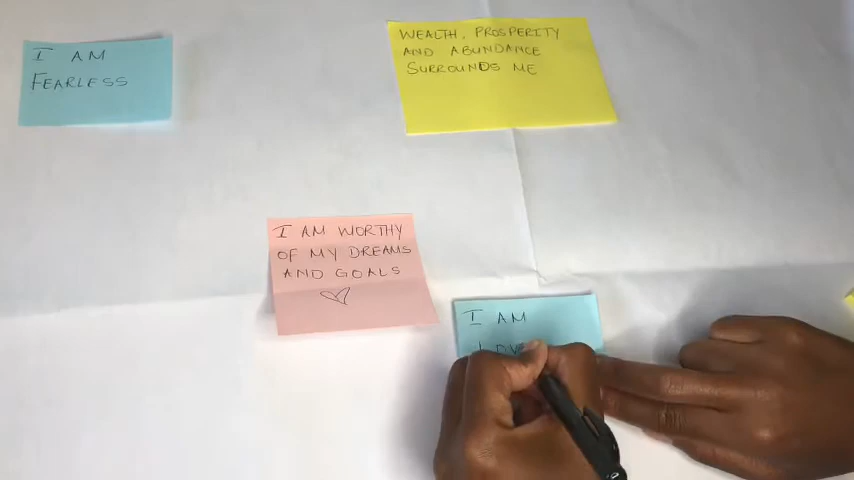 I AM
FEARLESS
WEALTH, PROSPERITY
AND ABUNDANCE
SURROUNDS ME
I AM WORTHY
OF MY DREAMS
AND GOALS
I AM